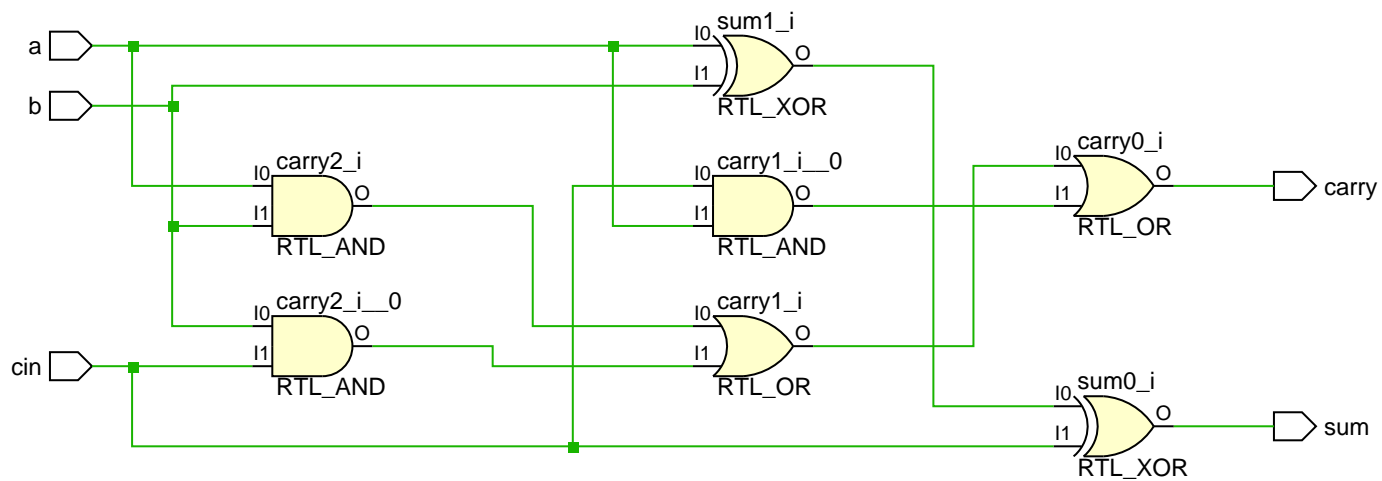 sum1_i
a
I0
O
I1
b
RTL_XOR
carry2_i
carry1_i__0
carry0_i
I0
O
I1
RTL_AND
I0
O
I1
RTL_AND
I0
O
I1
RTL_OR
carry
carry2_i__0
carry1_i
I0
O
I1
RTL_AND
I0
O
I1
RTL_OR
cin
sum0_i
I0
O
I1
RTL_XOR
sum